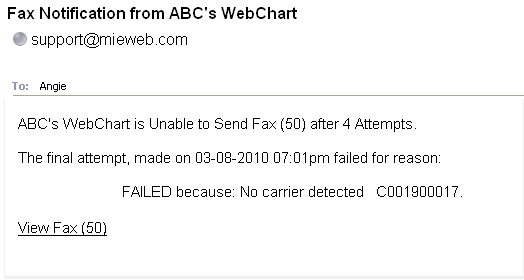 Fax Notification from ABC's WebChart
support@mieweb.com
To: Angie
ABC's WebChart is Unable to Send Fax (50) after 4 Attempts.
The final attempt, made on 03-08-2010 07:01pm failed for reason:
FAILED because: No carrier detected C001900017.
View Fax (50)